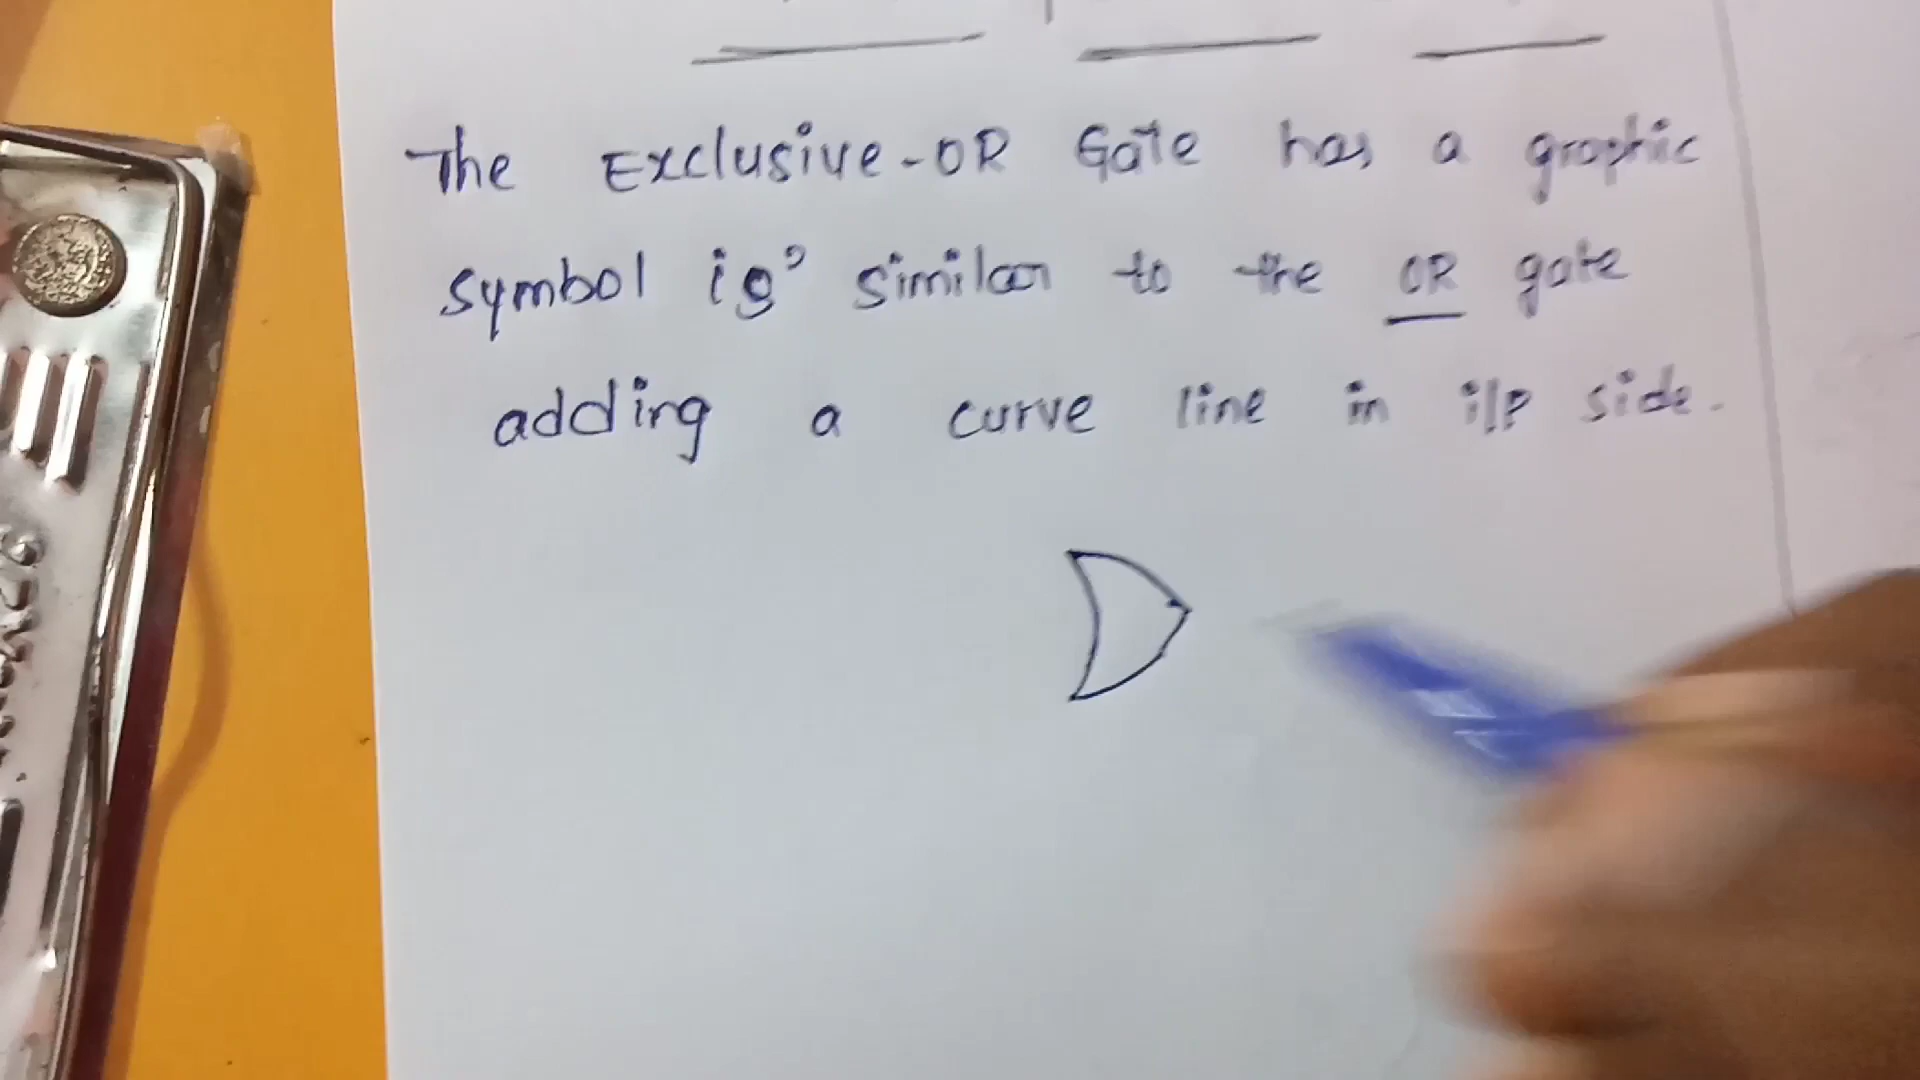 The Exclusive-OR Gate has a graphic
symbol is similar to the OR gate
adding a curve line in i/p side.